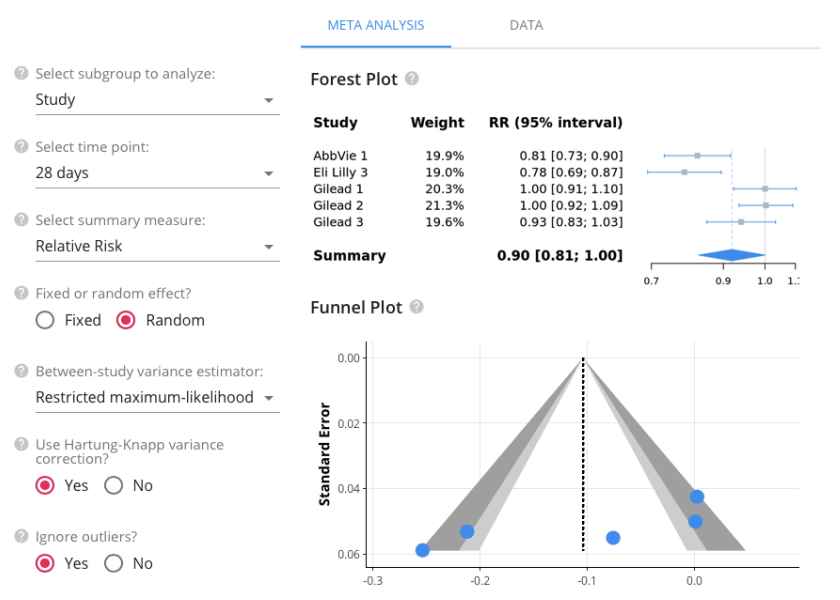 META ANALYSIS DATA
? Select subgroup to analyze:
Study
? Select time point:
28 days
? Select summary measure:
Relative Risk
? Fixed or random effect?
Fixed Random
? Between-study variance estimator:
Restricted maximum-likelihood
? Use Hartung-Knapp variance
correction?
Yes No
? Ignore outliers?
Yes No
Forest Plot ?
Study Weight RR (95% interval)
AbbVie 1 19.9% 0.81 [0.73; 0.90]
Eli Lilly 3 19.0% 0.78 [0.69; 0.87]
Gilead 1 20.3% 1.00 [0.91; 1.10]
Gilead 2 21.3% 1.00 [0.92; 1.09]
Gilead 3 19.6% 0.93 [0.83; 1.03]
Summary 0.90 [0.81; 1.00]
0.7 0.9 1.0
Funnel Plot ?
Standard Error
0.00
0.02
0.04
0.06
-0.3 -0.2 -0.1 0.0